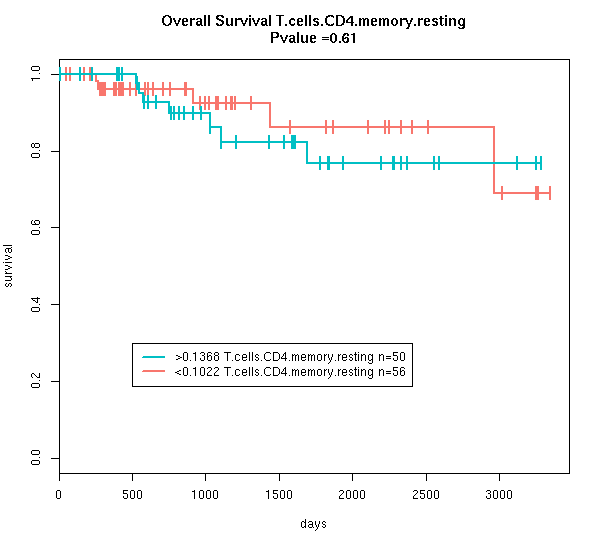 Overall Survival T.cells.CD4.memory.resting
Pvalue =0.61
1.0
0.8
0.6
0.4
0.2
0.0
survival
>0.1368 T.cells.CD4.memory.resting n=50
<0.1022 T.cells.CD4.memory.resting n=56
0 500 1000 1500 2000 2500 3000
days